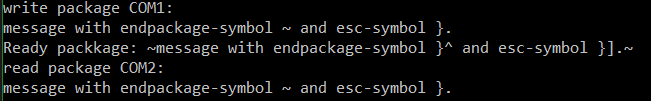 write package COM1:
message with endpackage-symbol ~ and esc-symbol }.
Ready packkage: ~message with endpackage-symbol }^ and esc-symbol }].~
read package COM2:
message with endpackage-symbol ~ and esc-symbol }.